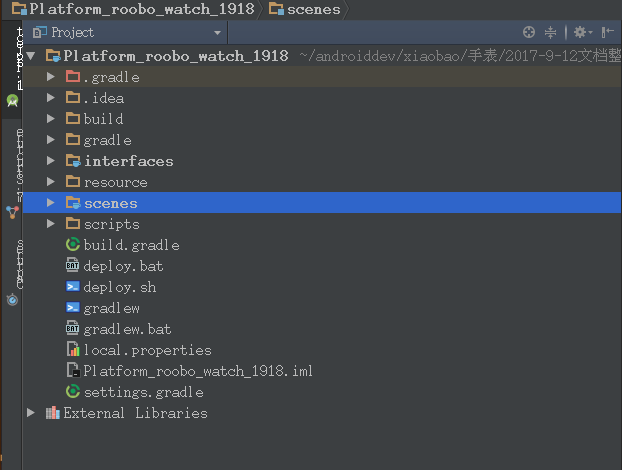 Platform_roobo_watch_1918 scenes
Project
Platform_roobo_watch_1918 ~/androiddev/xiaobao/手表/2017-9-12文档整
.gradle
.idea
build
gradle
interfaces
resource
scenes
scripts
build.gradle
deploy.bat
deploy.sh
gradlew
gradlew.bat
local.properties
Platform_roobo_watch_1918.iml
settings.gradle
External Libraries